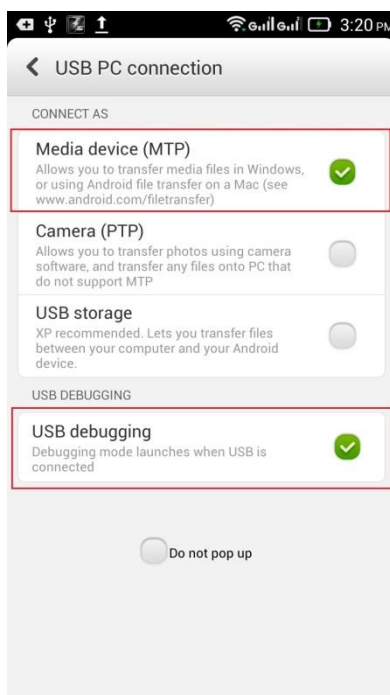 3:20 PM
USB PC connection
CONNECT AS
Media device (MTP)
Allows you to transfer media files in Windows,
or using Android file transfer on a Mac (see
www.android.com/filetransfer)
Camera (PTP)
Allows you to transfer photos using camera
software, and transfer any files onto PC that
do not support MTP
USB storage
XP recommended. Lets you transfer files
between your computer and your Android
device.
USB DEBUGGING
USB debugging
Debugging mode launches when USB is
connected
Do not pop up